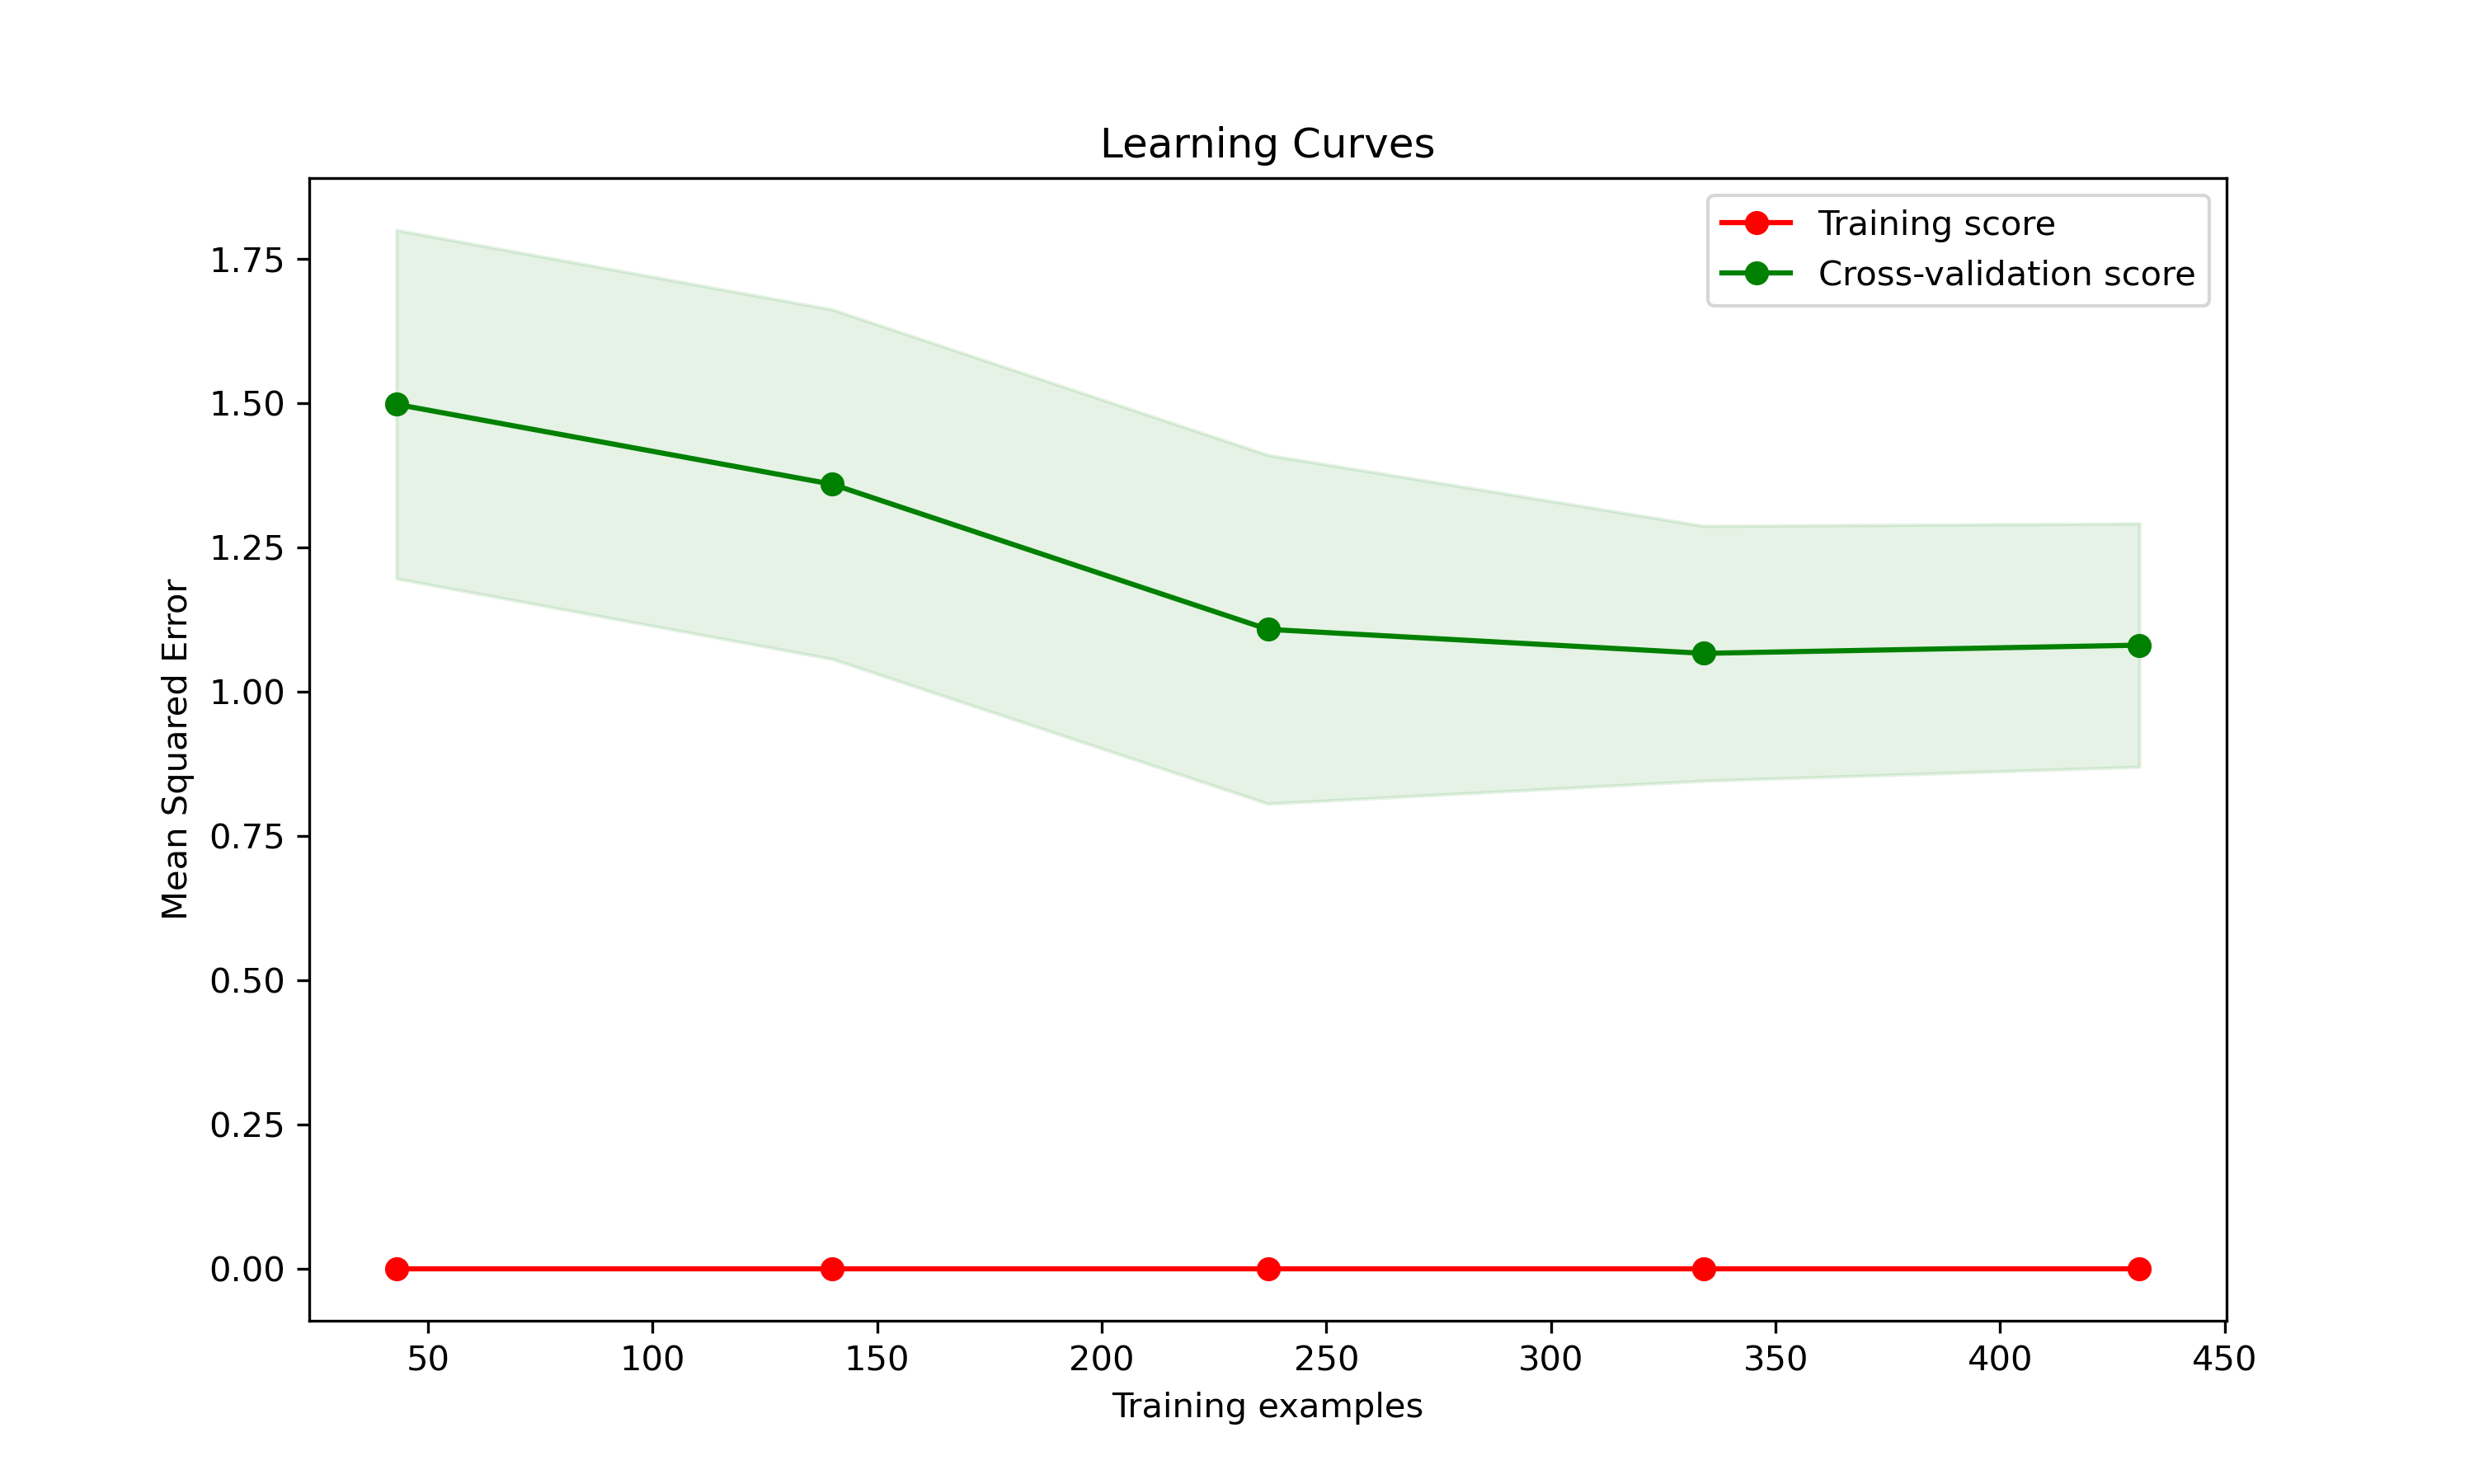 Learning Curves
Training score
Cross-validation score
Mean Squared Error
1.75
1.50
1.25
1.00
0.75
0.50
0.25
0.00
50 100 150 200 250 300 350 400 450
Training examples